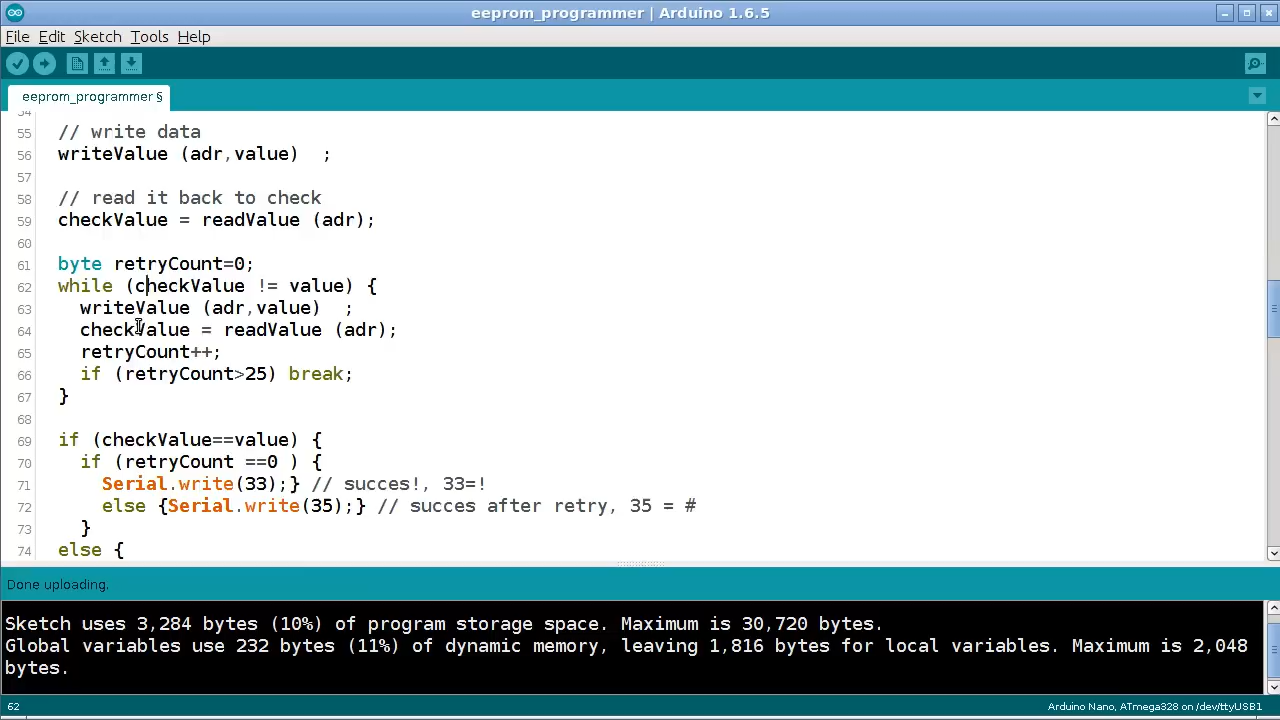 eeprom_programmer | Arduino 1.6.5
File Edit Sketch Tools Help
eeprom_programmer §
54
55 // write data
56 writeValue (adr,value)  ;
57
58 // read it back to check
59 checkValue = readValue (adr);
60
61 byte retryCount=0;
62 while (checkValue != value) {
63 writeValue (adr,value)  ;
64 checkValue = readValue (adr);
65 retryCount++;
66 if (retryCount>25) break;
67 }
68
69 if (checkValue==value) {
70 if (retryCount ==0 ) {
71 Serial.write(33);} // succes!, 33=!
72 else {Serial.write(35);} // succes after retry, 35 = #
73 }
74 else {
Done uploading.
Sketch uses 3,284 bytes (10%) of program storage space. Maximum is 30,720 bytes.
Global variables use 232 bytes (11%) of dynamic memory, leaving 1,816 bytes for local variables. Maximum is 2,048
bytes.
62 Arduino Nano, ATmega328 on /dev/ttyUSB1